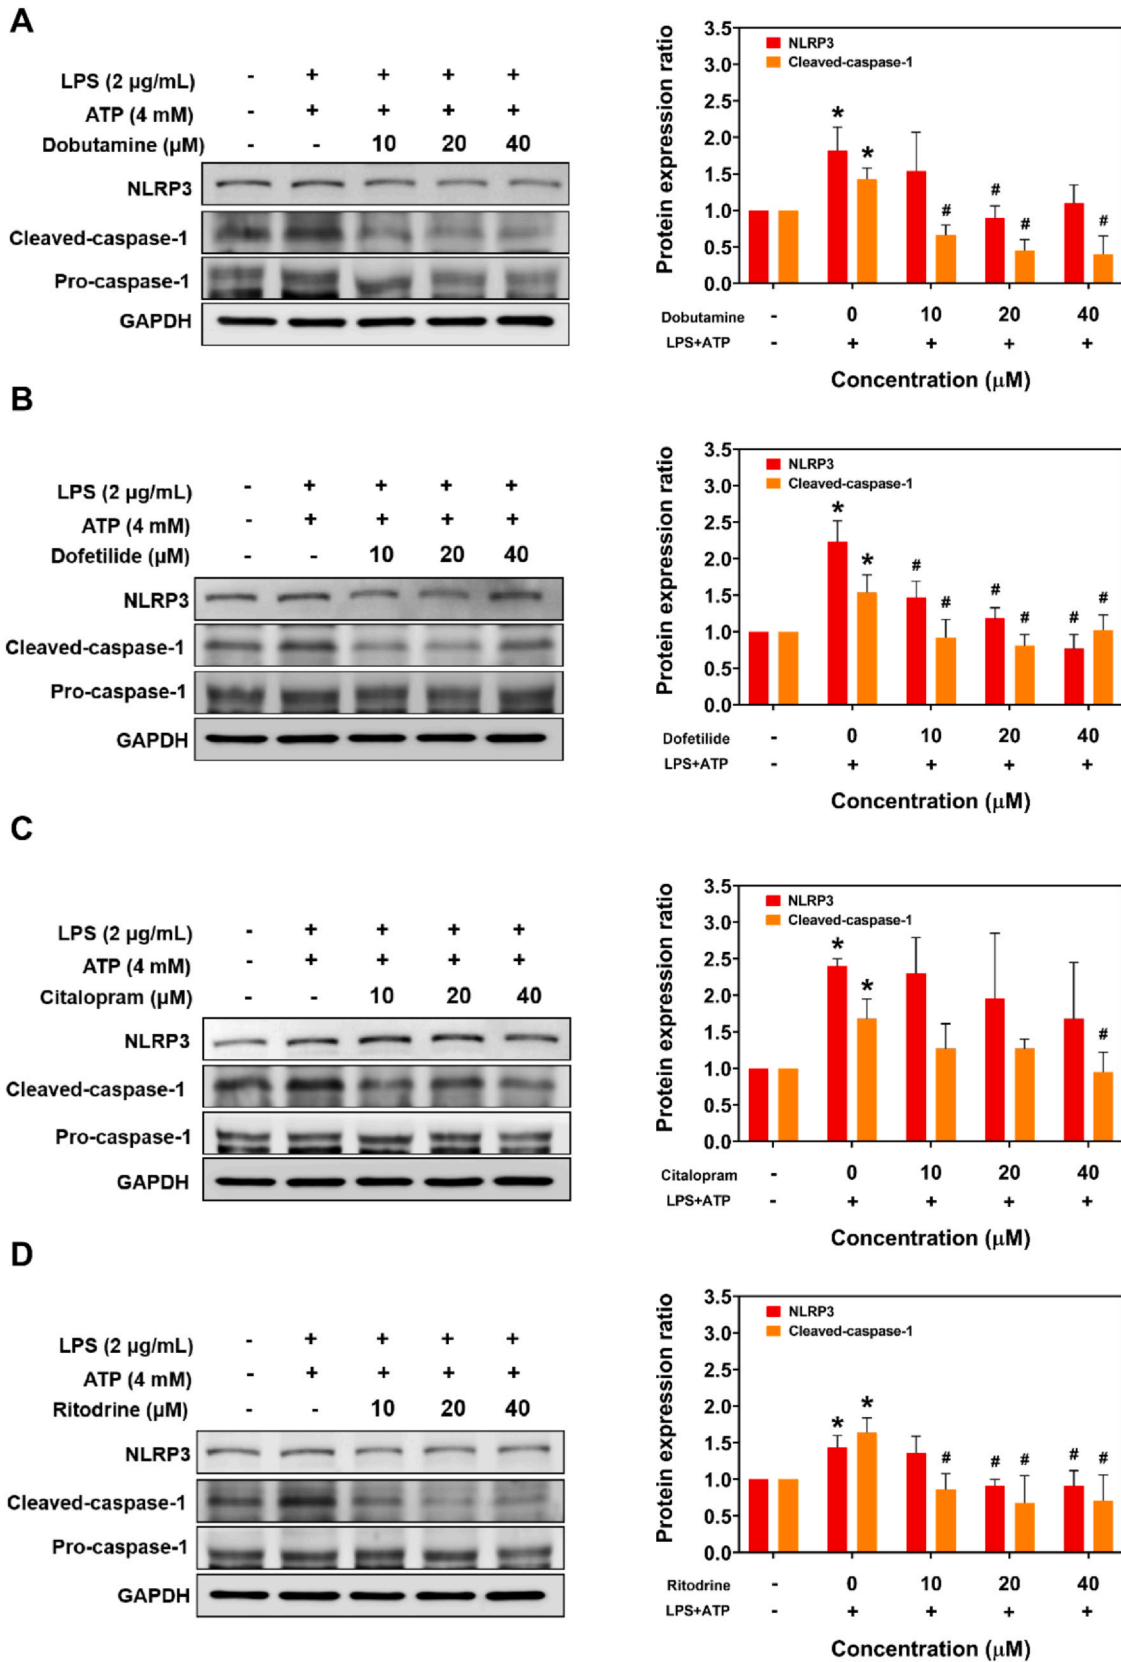 A
LPS (2 µg/mL) - + + + +
ATP (4 mM) - + + + +
Dobutamine (µM) - - 10 20 40
NLRP3
Cleaved-caspase-1
Pro-caspase-1
GAPDH
Protein expression ratio
3.5
3.0
2.5
2.0
1.5
1.0
0.5
0.0
NLRP3
Cleaved-caspase-1
* * # # # #
Dobutamine - 0 10 20 40
LPS+ATP - + + + +
Concentration (µM)
B
LPS (2 µg/mL) - + + + +
ATP (4 mM) - + + + +
Dofetilide (µM) - - 10 20 40
NLRP3
Cleaved-caspase-1
Pro-caspase-1
GAPDH
Protein expression ratio
3.5
3.0
2.5
2.0
1.5
1.0
0.5
0.0
NLRP3
Cleaved-caspase-1
* * # # # # # #
Dofetilide - 0 10 20 40
LPS+ATP - + + + +
Concentration (µM)
C
LPS (2 µg/mL) - + + + +
ATP (4 mM) - + + + +
Citalopram (µM) - - 10 20 40
NLRP3
Cleaved-caspase-1
Pro-caspase-1
GAPDH
Protein expression ratio
3.5
3.0
2.5
2.0
1.5
1.0
0.5
0.0
NLRP3
Cleaved-caspase-1
* * #
Citalopram - 0 10 20 40
LPS+ATP - + + + +
Concentration (µM)
D
LPS (2 µg/mL) - + + + +
ATP (4 mM) - + + + +
Ritodrine (µM) - - 10 20 40
NLRP3
Cleaved-caspase-1
Pro-caspase-1
GAPDH
Protein expression ratio
3.5
3.0
2.5
2.0
1.5
1.0
0.5
0.0
NLRP3
Cleaved-caspase-1
* * # # # # #
Ritodrine - 0 10 20 40
LPS+ATP - + + + +
Concentration (µM)